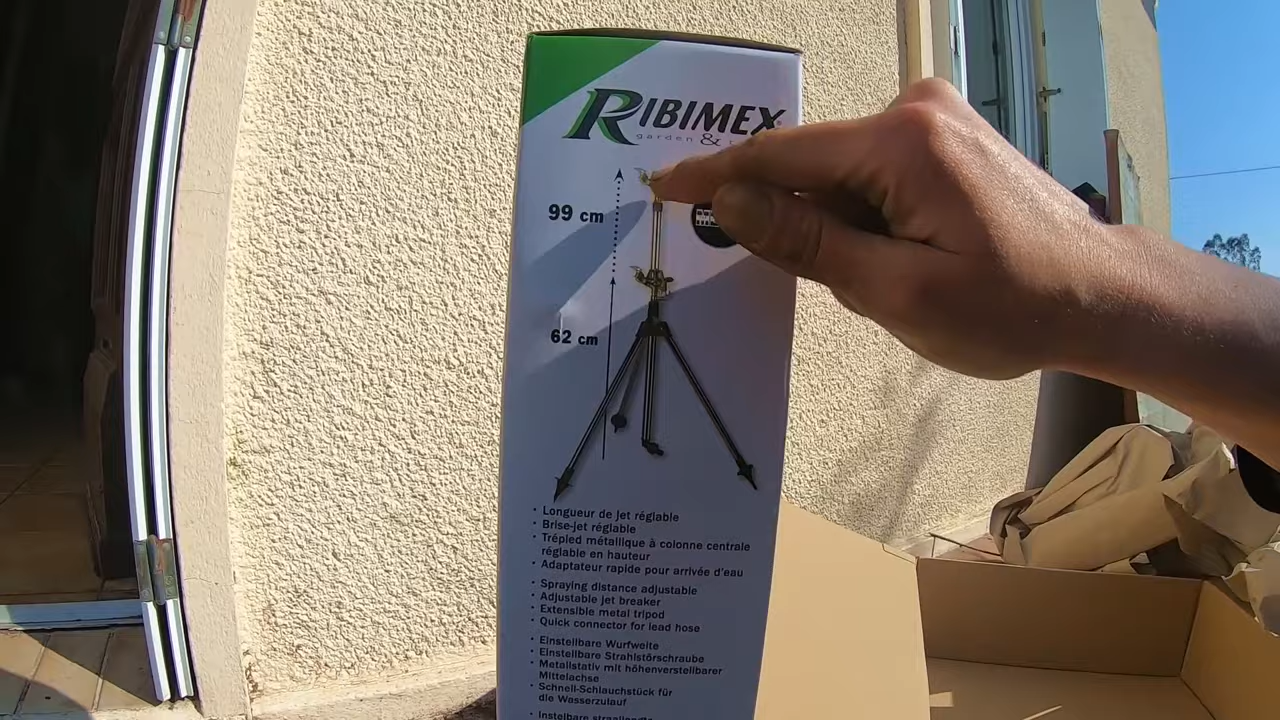 RIBIMEX
garden &
99 cm
62 cm
• Longueur de jet réglable
• Brise-jet réglable
• Trépied métallique à colonne centrale
réglable en hauteur
• Adaptateur rapide pour arrivée d'eau
• Spraying distance adjustable
• Adjustable jet breaker
• Extensible metal tripod
• Quick connector for lead hose
• Einstellbare Wurfweite
• Einstellbare Strahlstörschraube
• Metallstativ mit höhenverstellbarer
Mittelachse
• Schnell-Schlauchstück für
die Wasserzulauf